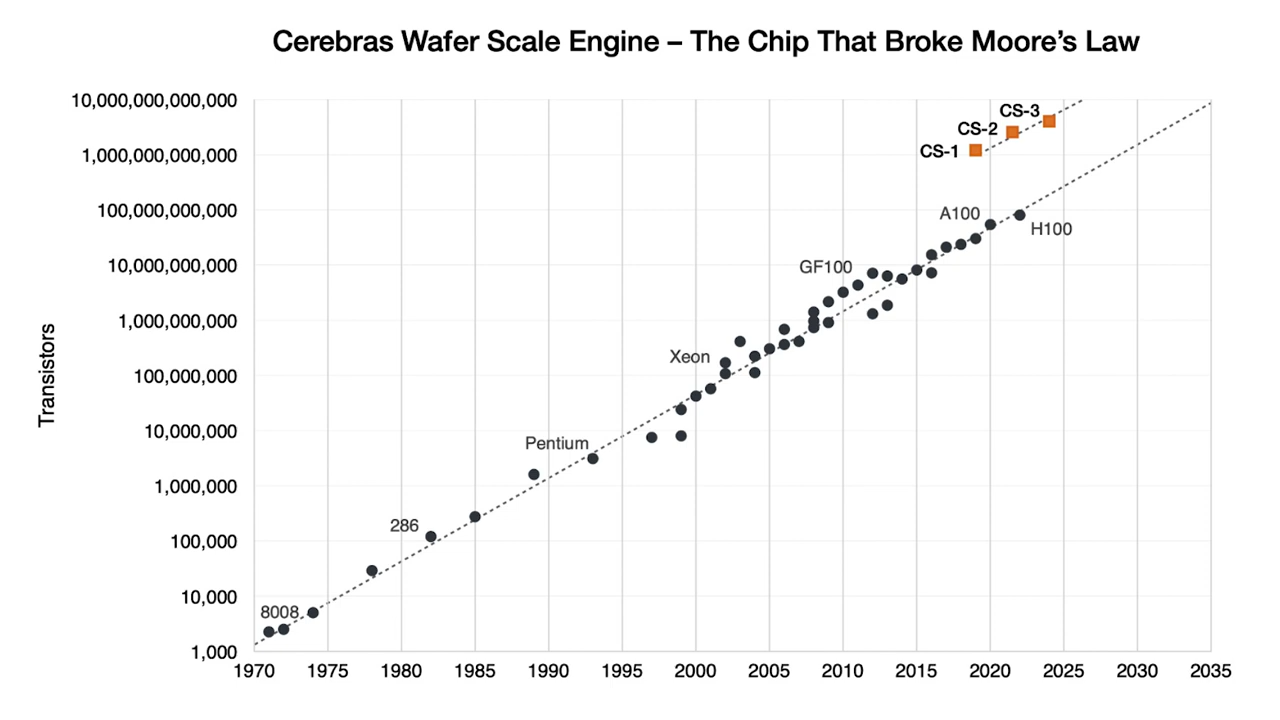 Cerebras Wafer Scale Engine – The Chip That Broke Moore's Law
Transistors
10,000,000,000,000
1,000,000,000,000
100,000,000,000
10,000,000,000
1,000,000,000
100,000,000
10,000,000
1,000,000
100,000
10,000
1,000
CS-3
CS-2
CS-1
A100
H100
GF100
Xeon
Pentium
286
8008
1970 1975 1980 1985 1990 1995 2000 2005 2010 2015 2020 2025 2030 2035